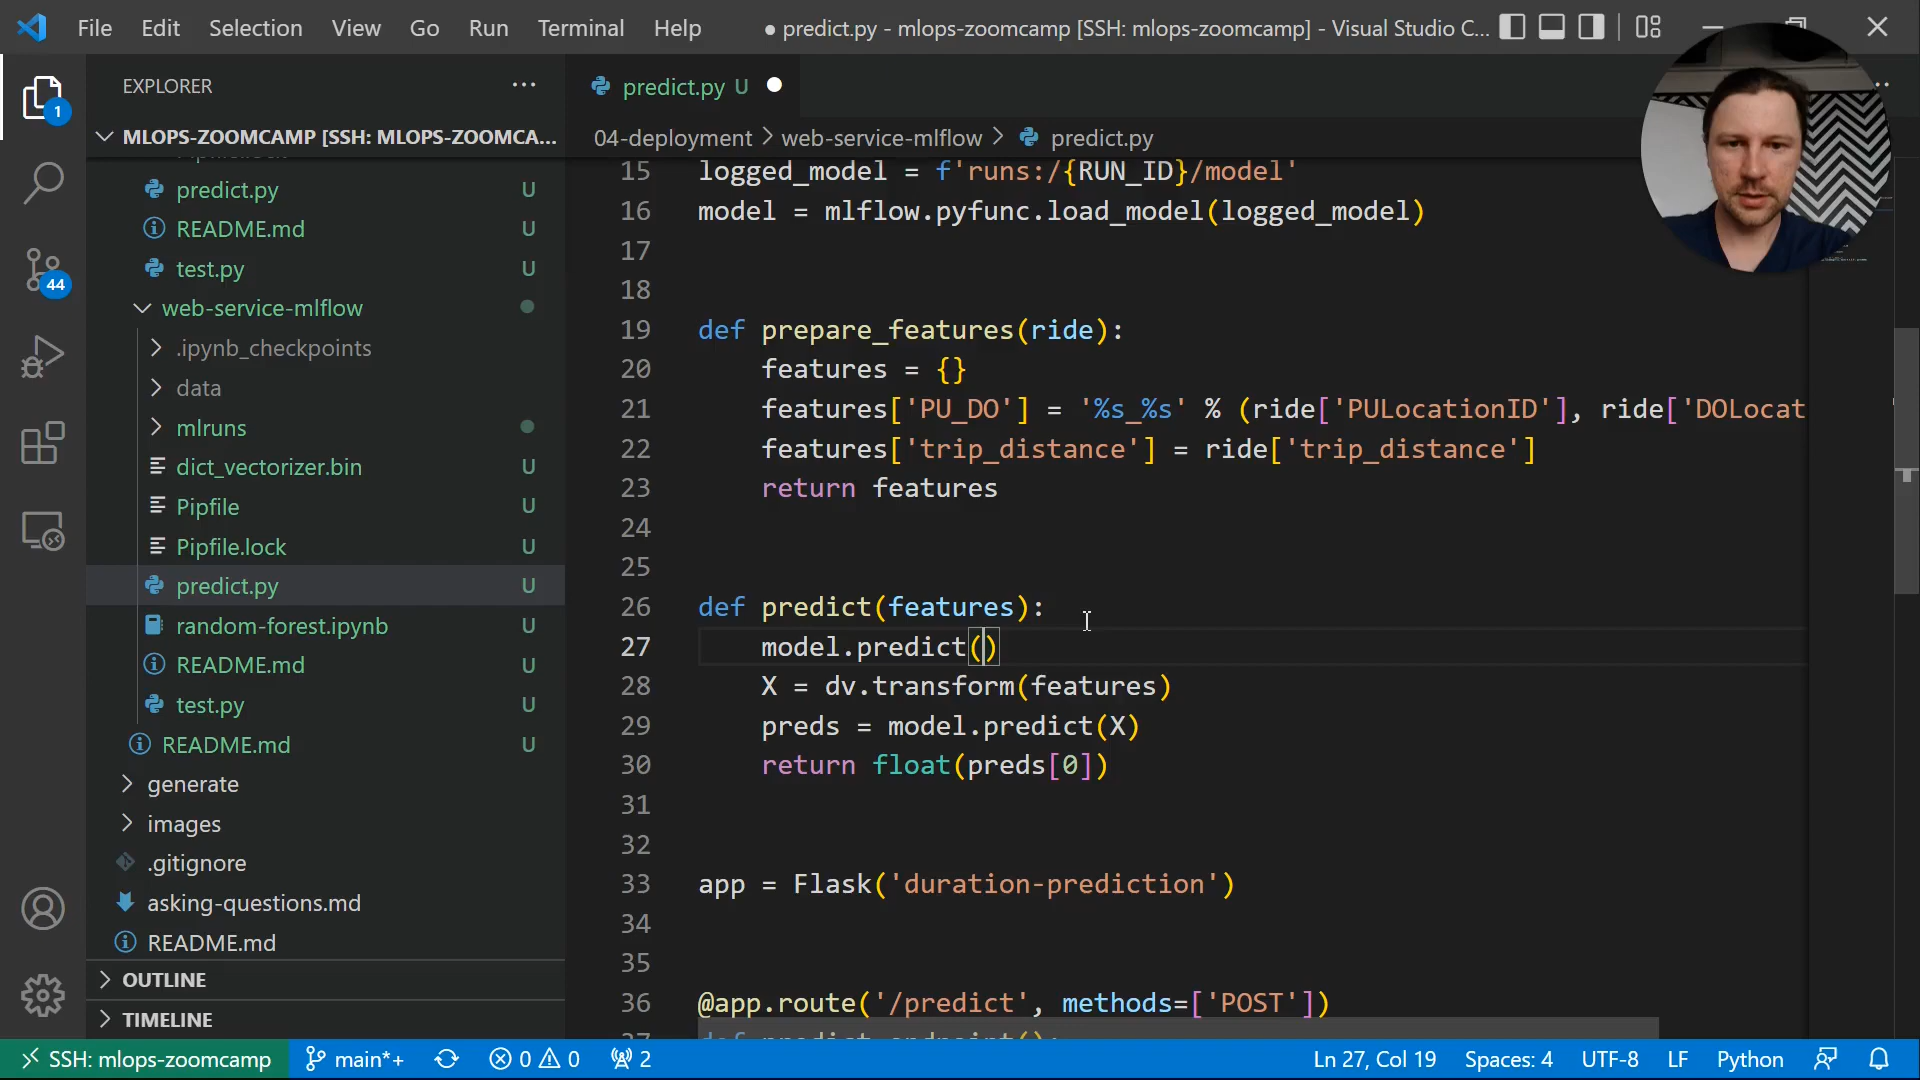 File Edit Selection View Go Run Terminal Help
● predict.py - mlops-zoomcamp [SSH: mlops-zoomcamp] - Visual Studio C...
EXPLORER
MLOPS-ZOOMCAMP [SSH: MLOPS-ZOOMCA...
predict.py U
README.md U
test.py U
web-service-mlflow
.ipynb_checkpoints
data
mlruns
dict_vectorizer.bin U
Pipfile U
Pipfile.lock U
predict.py U
random-forest.ipynb U
README.md U
test.py U
README.md U
generate
images
.gitignore
asking-questions.md
README.md
OUTLINE
TIMELINE
1
44
predict.py U
04-deployment > web-service-mlflow > predict.py
15 logged_model = f'runs:/{RUN_ID}/model'
16 model = mlflow.pyfunc.load_model(logged_model)
17
18
19 def prepare_features(ride):
20 features = {}
21 features['PU_DO'] = '%s_%s' % (ride['PULocationID'], ride['DOLocat
22 features['trip_distance'] = ride['trip_distance']
23 return features
24
25
26 def predict(features):
27 model.predict()
28 X = dv.transform(features)
29 preds = model.predict(X)
30 return float(preds[0])
31
32
33 app = Flask('duration-prediction')
34
35
36 @app.route('/predict', methods=['POST'])
SSH: mlops-zoomcamp main*+ 0 0 2 Ln 27, Col 19 Spaces: 4 UTF-8 LF Python